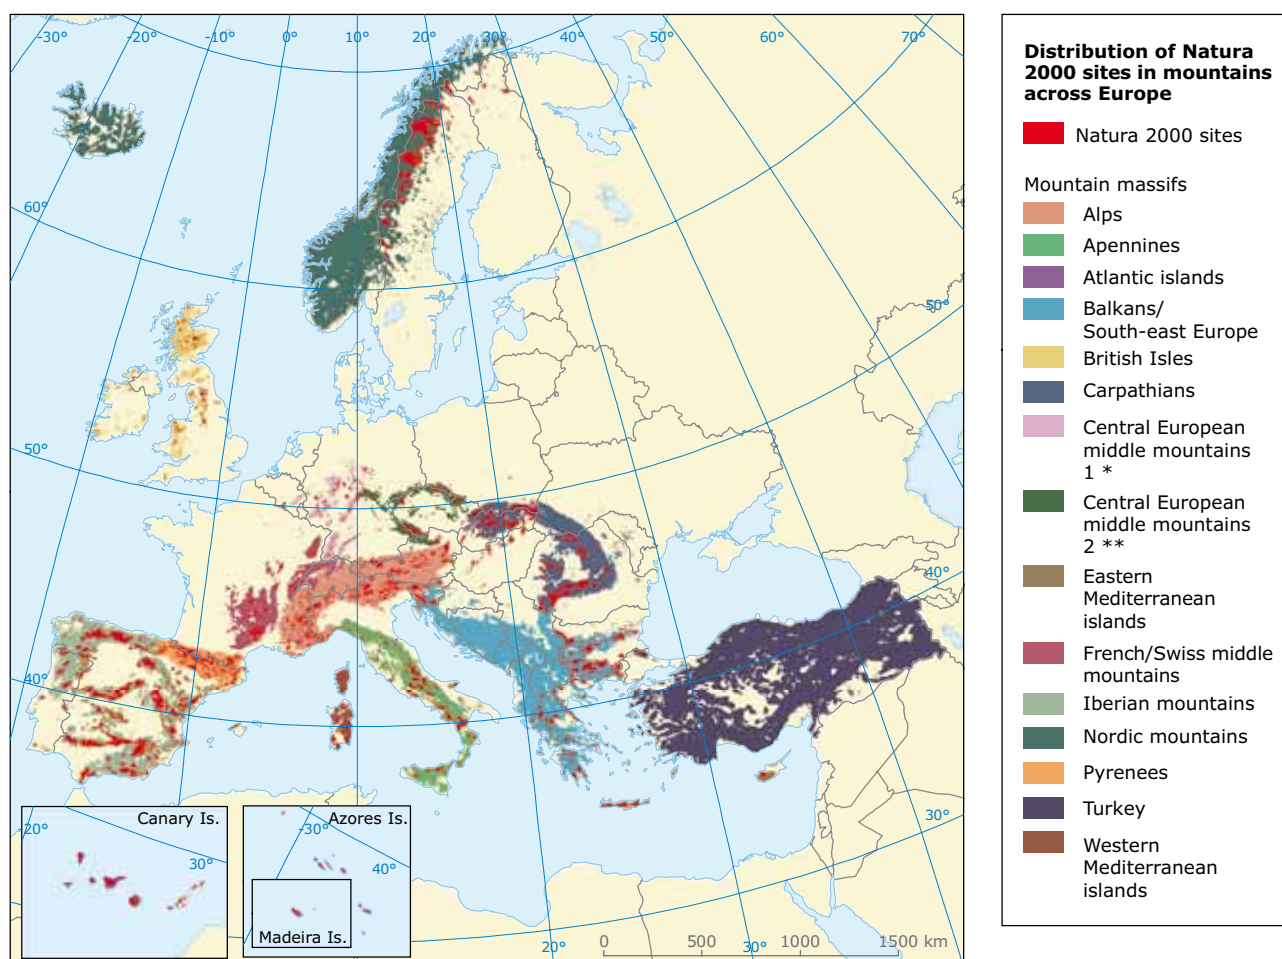 -30°
-20°
-10°
0°
10°
20°
30°
50°
60°
70°
60°
50°
50°
40°
40°
30°
Canary Is.
-20°
30°
Azores Is.
-30°
40°
Madeira Is.
20°
30°
0
500
1000
1500 km
Distribution of Natura
2000 sites in mountains
across Europe
Natura 2000 sites
Mountain massifs
Alps
Apennines
Atlantic islands
Balkans/
South-east Europe
British Isles
Carpathians
Central European
middle mountains
1 *
Central European
middle mountains
2 **
Eastern
Mediterranean
islands
French/Swiss middle
mountains
Iberian mountains
Nordic mountains
Pyrenees
Turkey
Western
Mediterranean
islands